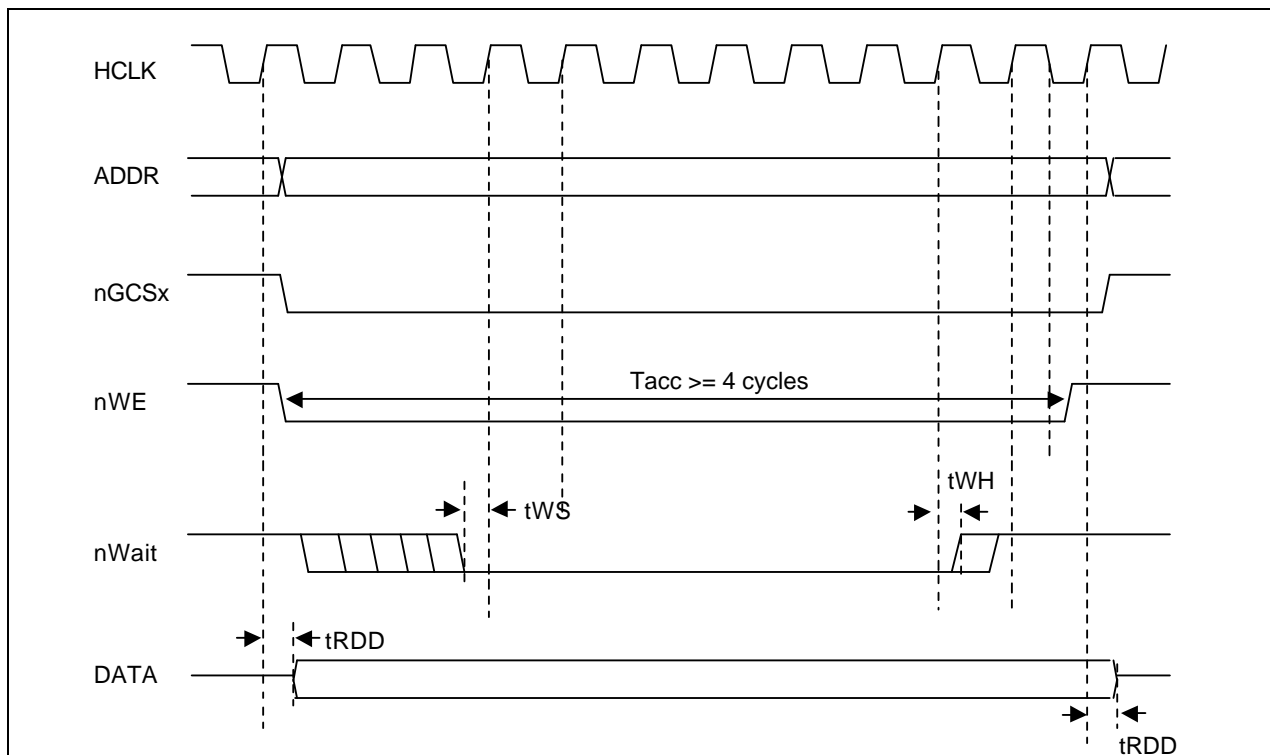 HCLK
ADDR
nGCSx
Tacc >= 4 cycles
nWE
tWH
tWS
nWait
tRDD
DATA
tRDD